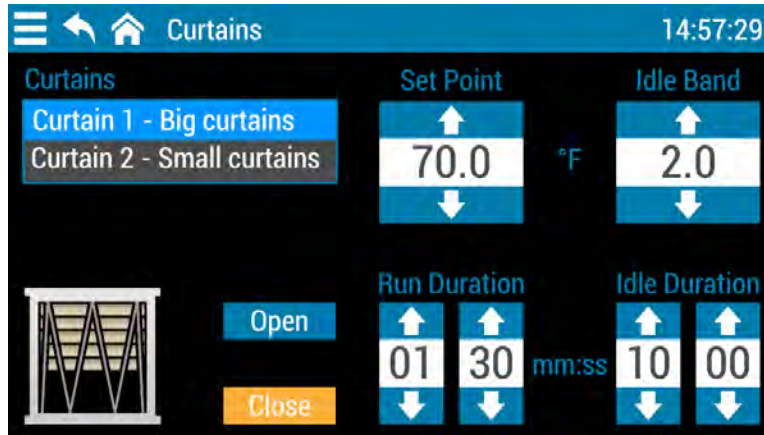 Curtains 14:57:29
Curtains
Curtain 1 - Big curtains
Curtain 2 - Small curtains
Set Point
70.0 °F
Idle Band
2.0
Open
Close
Run Duration
01 30 mm:ss
Idle Duration
10 00